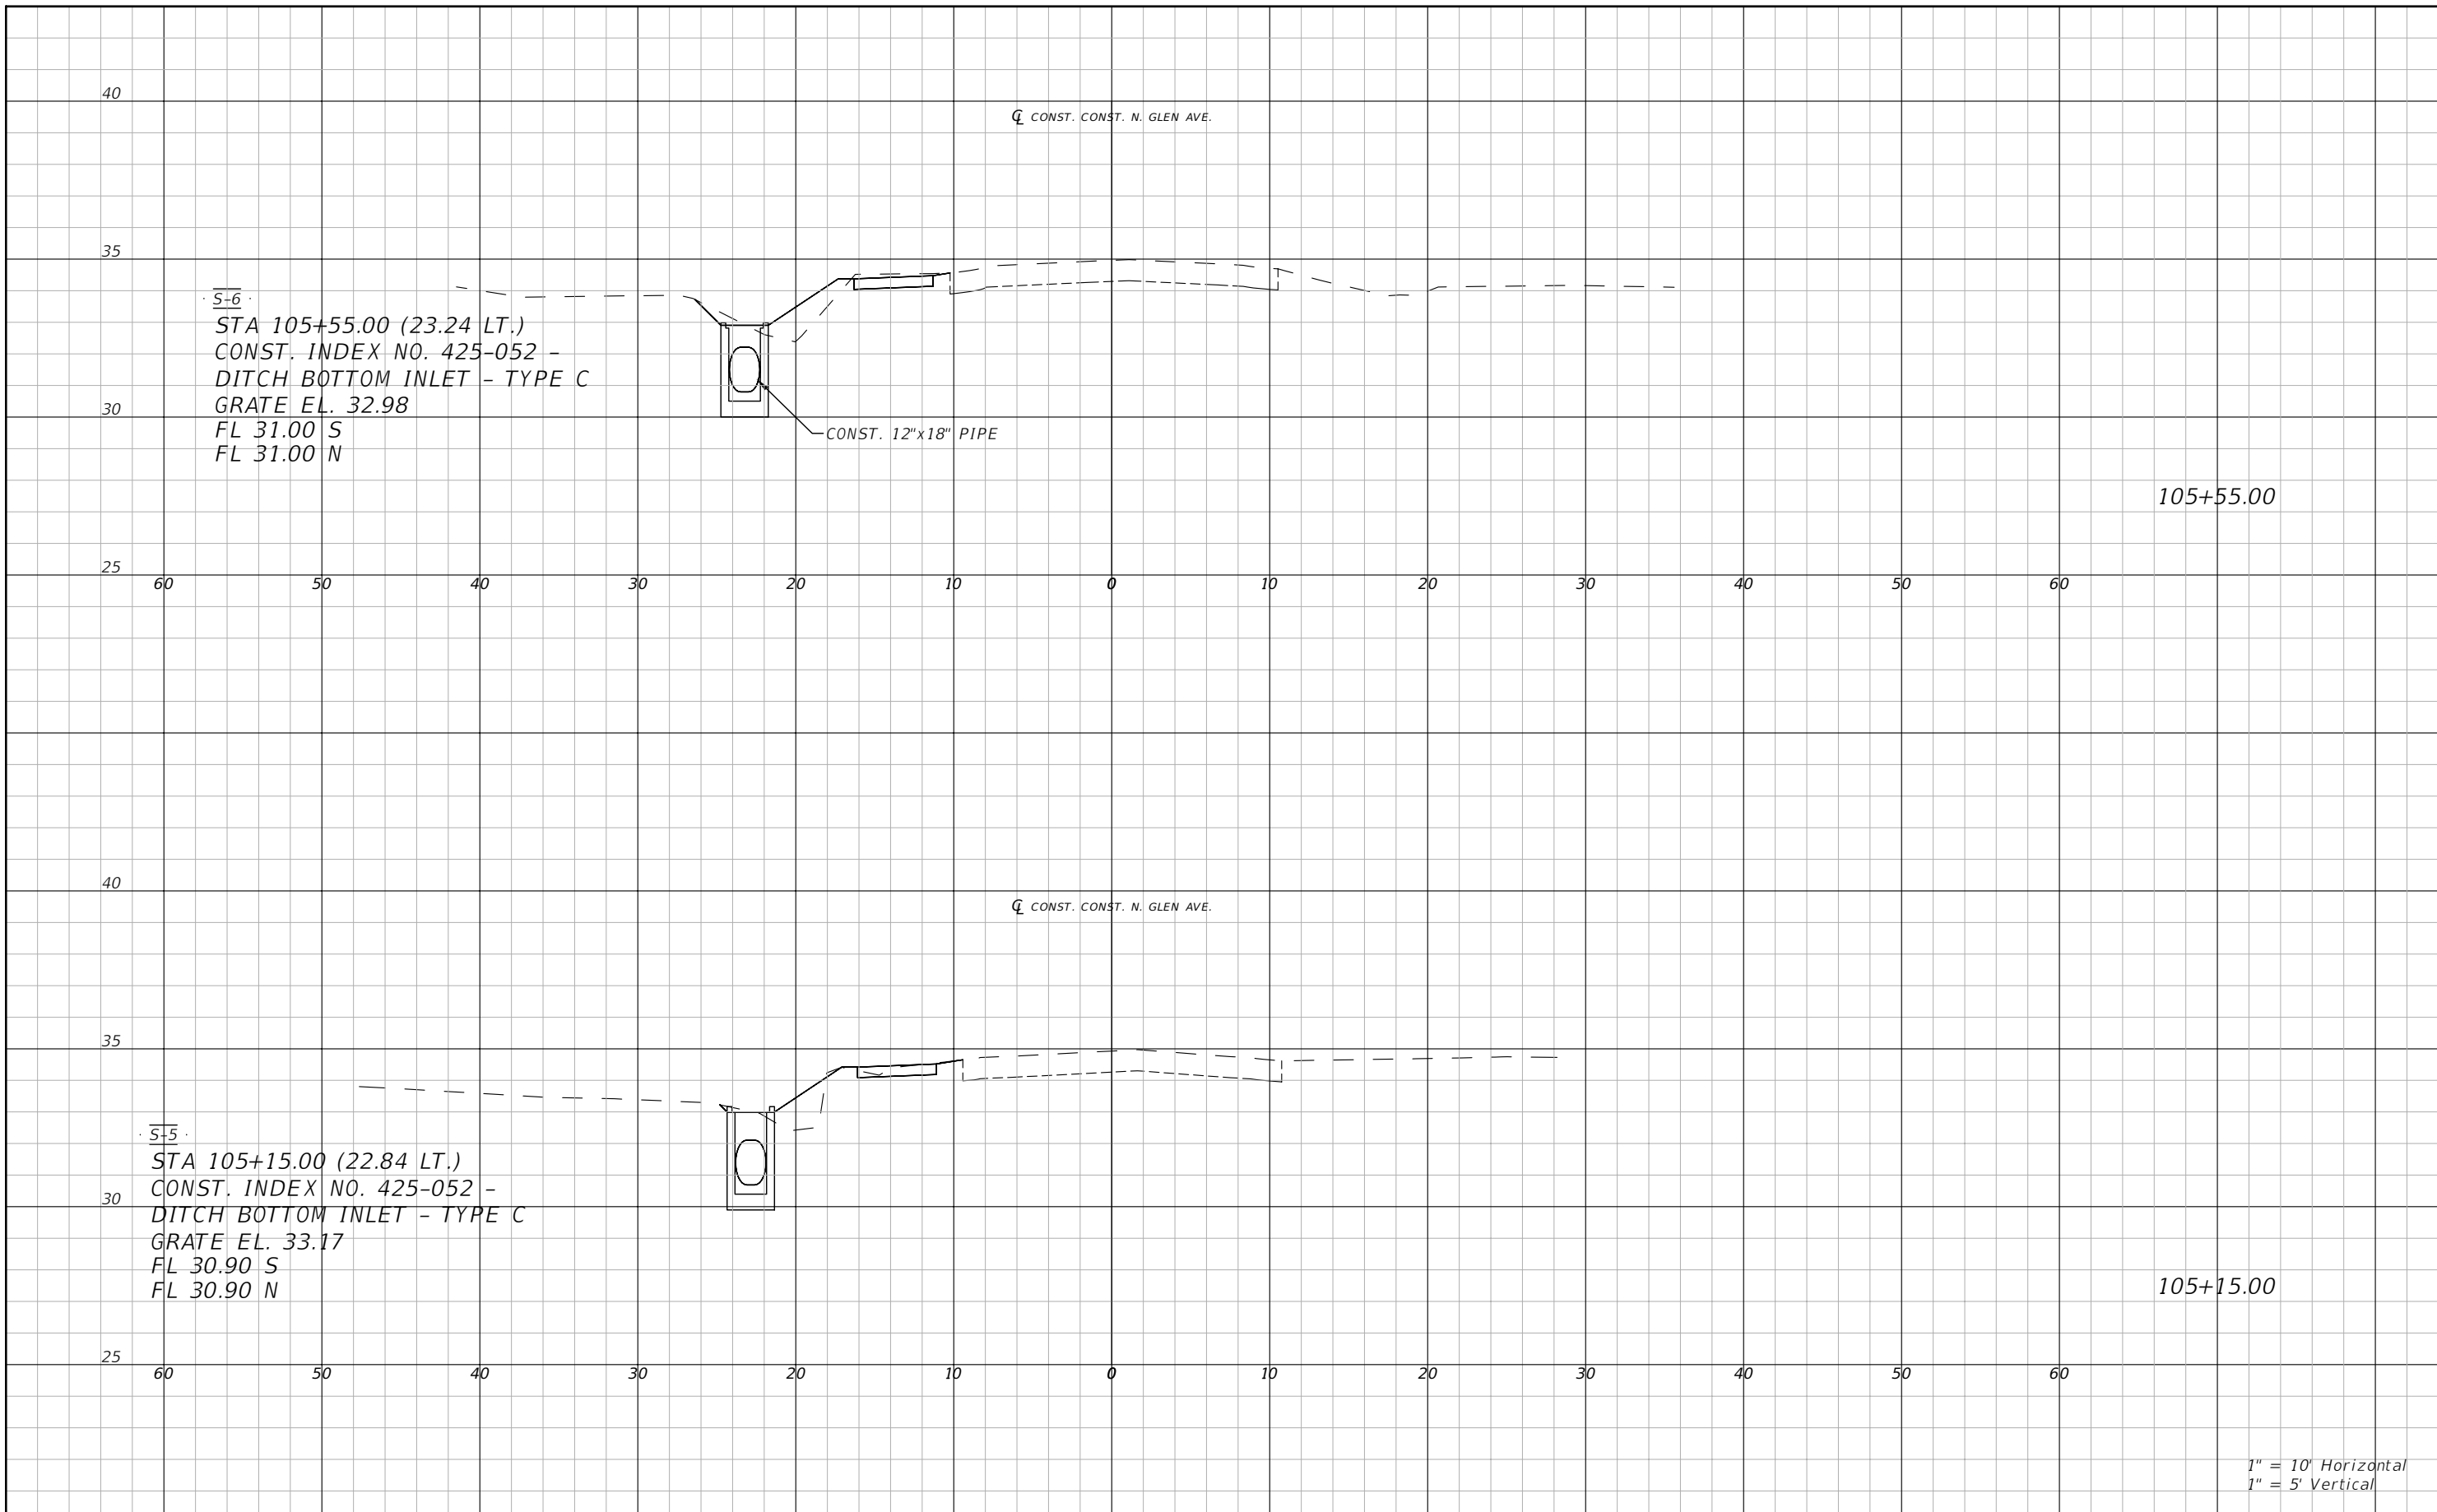 40
℄ CONST. CONST. N. GLEN AVE.
35
S-6
STA 105+55.00 (23.24 LT.)
CONST. INDEX NO. 425-052 -
DITCH BOTTOM INLET - TYPE C
GRATE EL. 32.98
30
FL 31.00 S
CONST. 12"x18" PIPE
FL 31.00 N
105+55.00
25
60 50 40 30 20 10 0 10 20 30 40 50 60
40
℄ CONST. CONST. N. GLEN AVE.
35
S-5
STA 105+15.00 (22.84 LT.)
CONST. INDEX NO. 425-052 -
30
DITCH BOTTOM INLET - TYPE C
GRATE EL. 33.17
FL 30.90 S
FL 30.90 N
105+15.00
25
60 50 40 30 20 10 0 10 20 30 40 50 60
1" = 10' Horizontal
1" = 5' Vertical